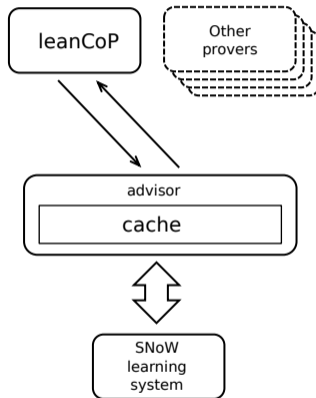 leanCoP
Other
provers
advisor
cache
SNoW
learning
system